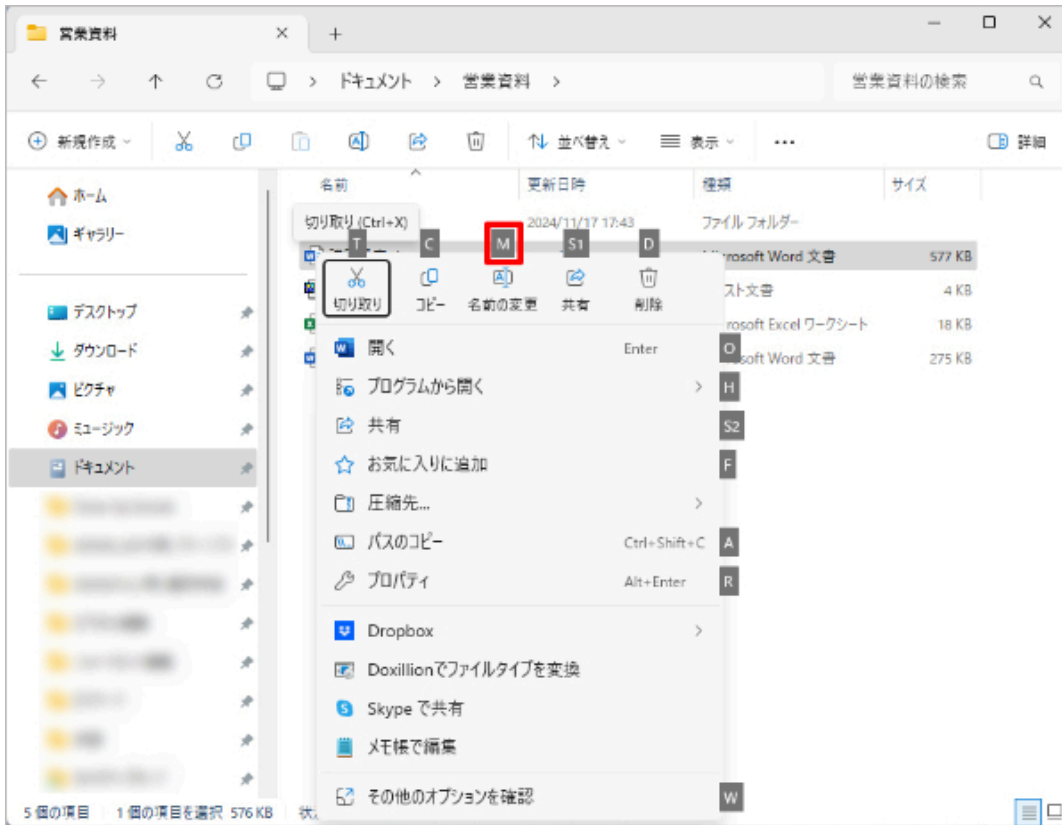 営業資料
ドキュメント > 営業資料 >
営業資料の検索
新規作成
並べ替え
表示
詳細
ホーム
ギャラリー
デスクトップ
ダウンロード
ピクチャ
ミュージック
ドキュメント
名前 更新日時 種類 サイズ
切り取り (Ctrl+X)
2024/11/17 17:43 ファイル フォルダー
rosoft Word 文書 577 KB
スト文書 4 KB
rosoft Excel ワークシート 18 KB
soft Word 文書 275 KB
T C M S1 D
切り取り コピー 名前の変更 共有 削除
開く Enter O
プログラムから開く H
共有 S2
お気に入りに追加 F
圧縮先...
パスのコピー Ctrl+Shift+C A
プロパティ Alt+Enter R
Dropbox
Doxillionでファイルタイプを変換
Skype で共有
メモ帳で編集
その他のオプションを確認 W
5 個の項目 1 個の項目を選択 576 KB 状